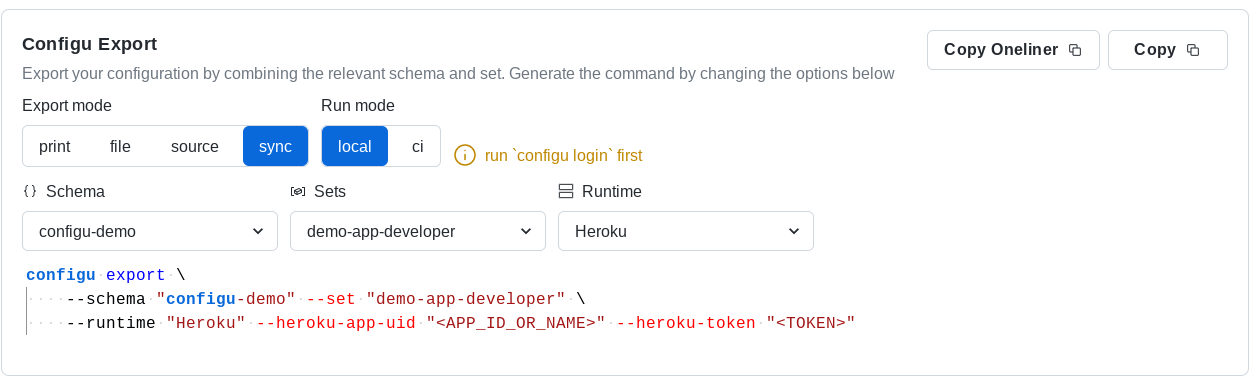 Configu Export
Copy Oneliner
Copy
Export your configuration by combining the relevant schema and set. Generate the command by changing the options below
Export mode
Run mode
print file source sync
local ci
run `configu login` first
Schema
Sets
Runtime
configu-demo
demo-app-developer
Heroku
configu export \
--schema "configu-demo" --set "demo-app-developer" \
--runtime "Heroku" --heroku-app-uid "<APP_ID_OR_NAME>" --heroku-token "<TOKEN>"